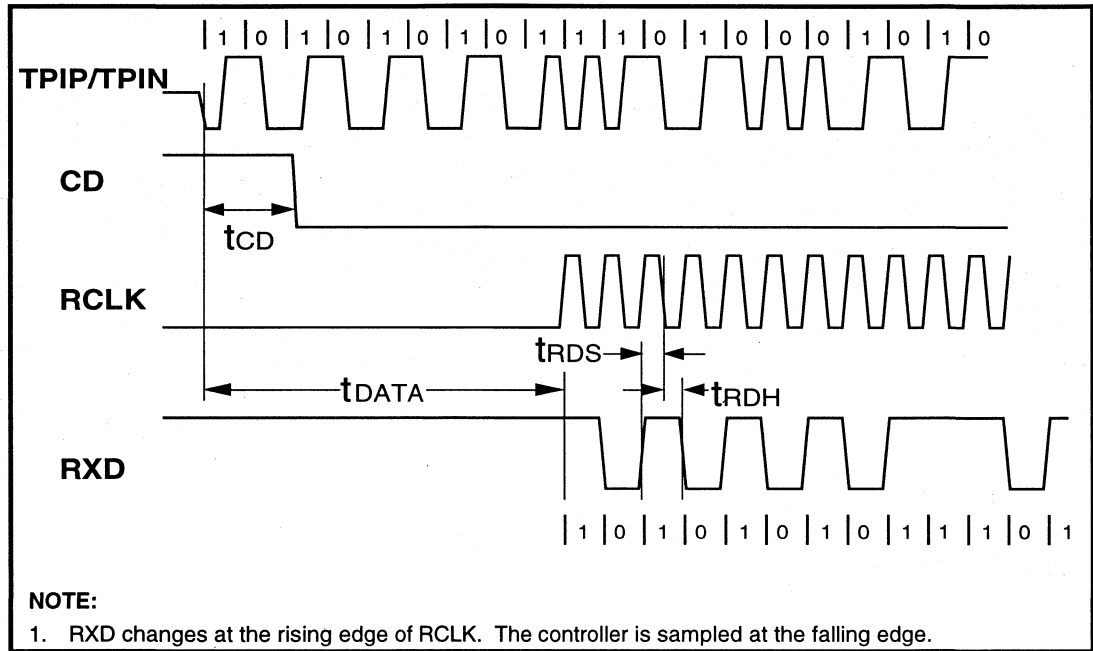 |1|0|1|0|1|0|1|0|1|1|1|0|1|0|0|0|1|0|1|0
TPIP/TPIN
CD
tCD
RCLK
tRDS
tDATA
tRDH
RXD
|1|0|1|0|1|0|1|0|1|1|1|0|1
NOTE:
1. RXD changes at the rising edge of RCLK. The controller is sampled at the falling edge.